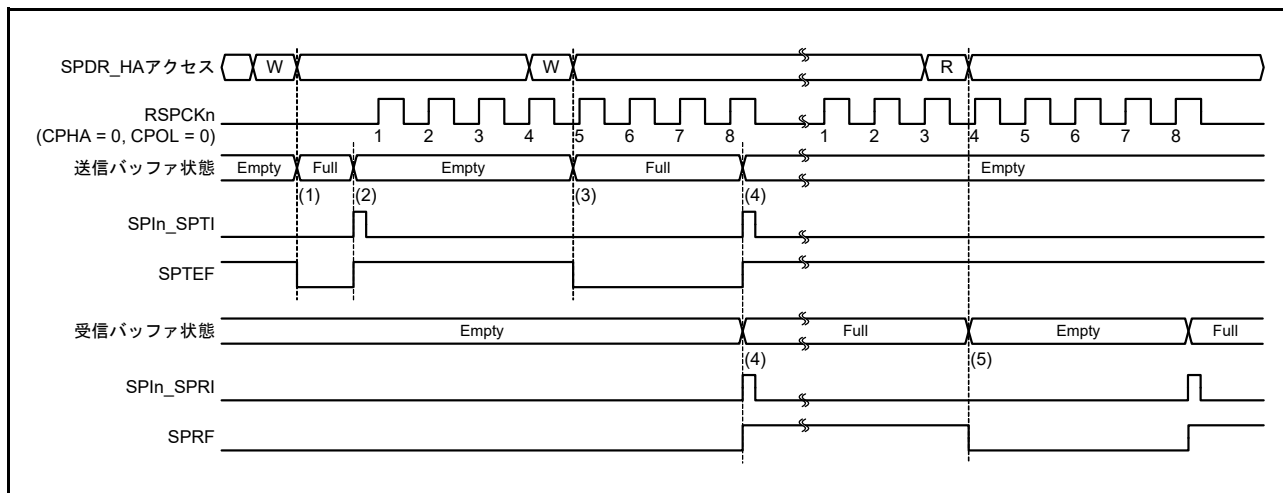 SPDR_HAアクセス W W R
RSPCKn
(CPHA = 0, CPOL = 0)
1 2 3 4 5 6 7 8 1 2 3 4 5 6 7 8
送信バッファ状態 Empty Full Empty Full Empty
(1) (2) (3) (4)
SPIn_SPTI
SPTEF
受信バッファ状態 Empty Full Empty Full
(4) (5)
SPIn_SPRI
SPRF